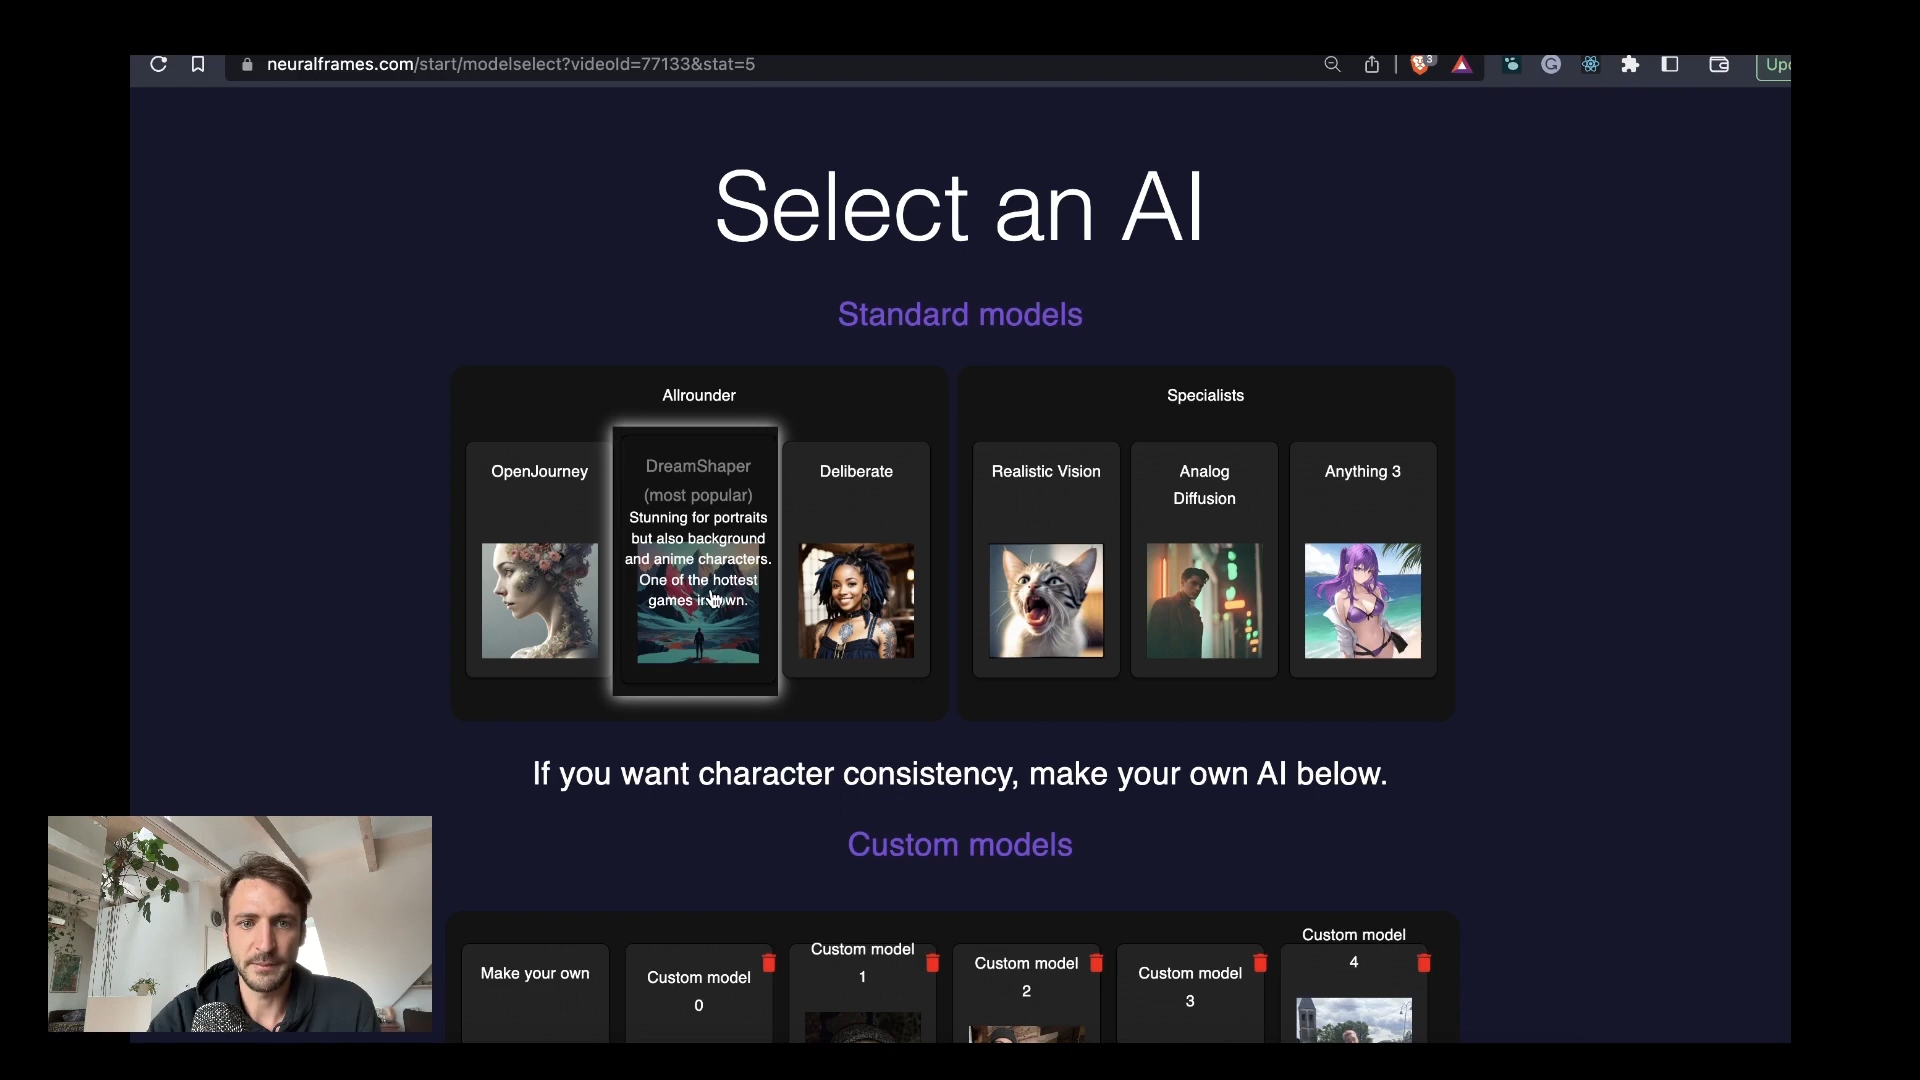 neuralframes.com/start/modelselect?videoId=77133&stat=5
3
Select an AI
Standard models
Allrounder
Specialists
OpenJourney
DreamShaper
(most popular)
Stunning for portraits
but also background
and anime characters.
One of the hottest
games in town.
Deliberate
Realistic Vision
Analog
Diffusion
Anything 3
If you want character consistency, make your own AI below.
Custom models
Make your own
Custom model
0
Custom model
1
Custom model
2
Custom model
3
Custom model
4